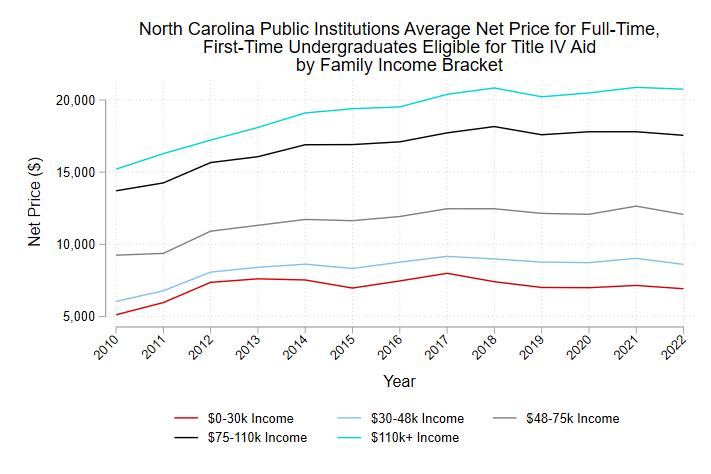 North Carolina Public Institutions Average Net Price for Full-Time,
First-Time Undergraduates Eligible for Title IV Aid
by Family Income Bracket
Net Price ($)
20,000
15,000
10,000
5,000
2010 2011 2012 2013 2014 2015 2016 2017 2018 2019 2020 2021 2022
Year
$0-30k Income $30-48k Income $48-75k Income
$75-110k Income $110k+ Income